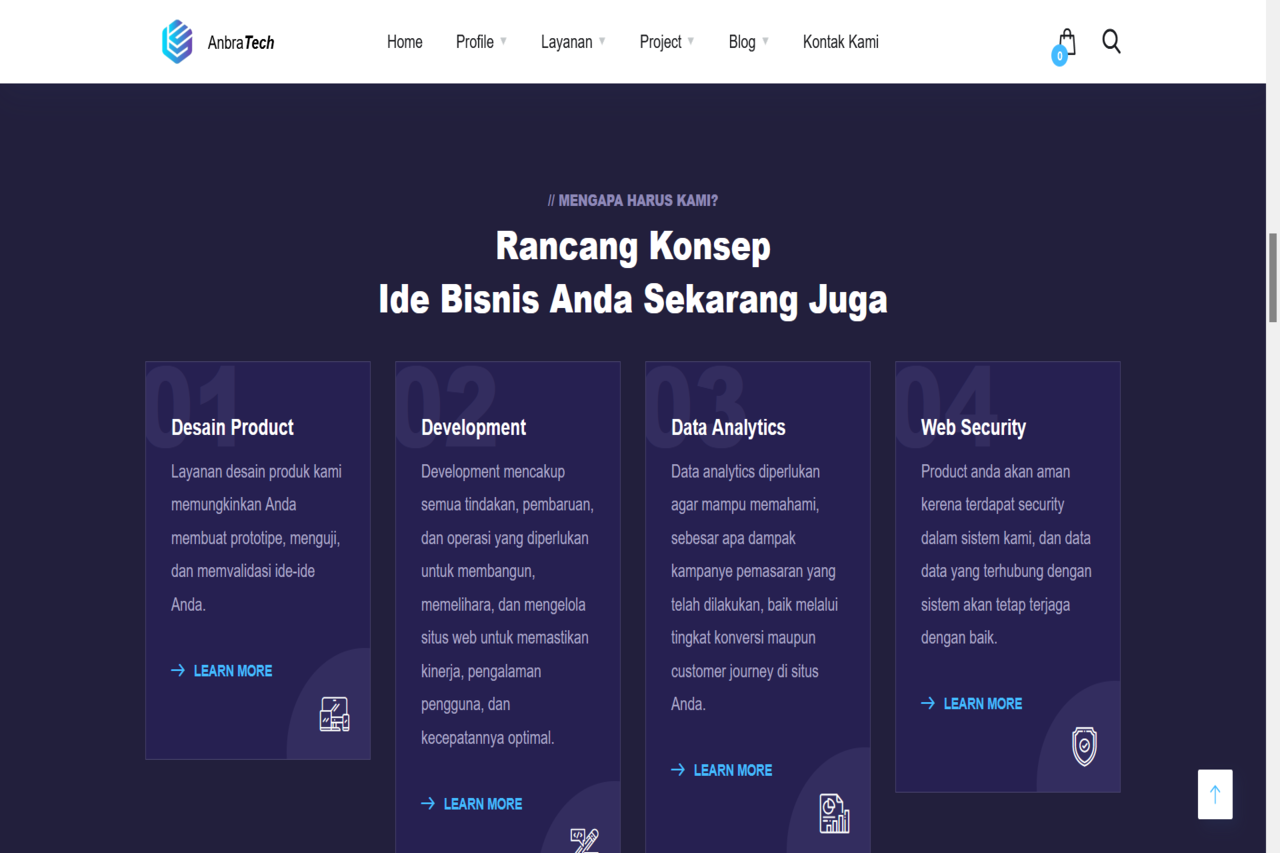 AnbraTech
Home
Profile
Layanan
Project
Blog
Kontak Kami
0
// MENGAPA HARUS KAMI?
Rancang Konsep
Ide Bisnis Anda Sekarang Juga
01
Desain Product
Layanan desain produk kami
memungkinkan Anda
membuat prototipe, menguji,
dan memvalidasi ide-ide
Anda.
LEARN MORE
02
Development
Development mencakup
semua tindakan, pembaruan,
dan operasi yang diperlukan
untuk membangun,
memelihara, dan mengelola
situs web untuk memastikan
kinerja, pengalaman
pengguna, dan
kecepatannya optimal.
LEARN MORE
03
Data Analytics
Data analytics diperlukan
agar mampu memahami,
sebesar apa dampak
kampanye pemasaran yang
telah dilakukan, baik melalui
tingkat konversi maupun
customer journey di situs
Anda.
LEARN MORE
04
Web Security
Product anda akan aman
kerena terdapat security
dalam sistem kami, dan data
data yang terhubung dengan
sistem akan tetap terjaga
dengan baik.
LEARN MORE